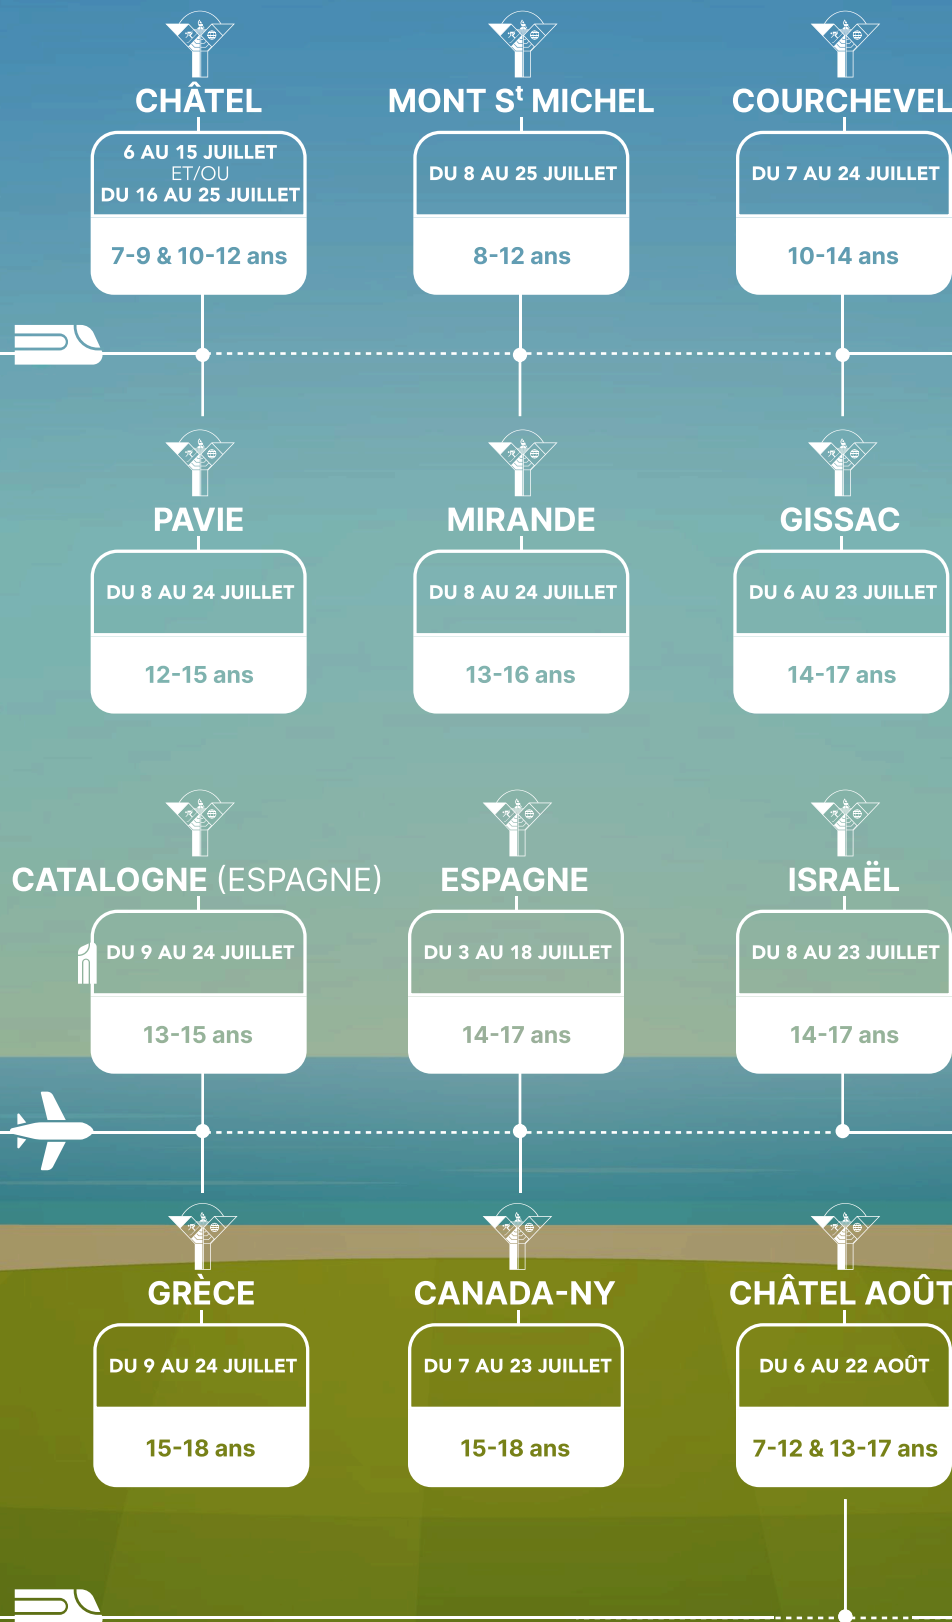 CHÂTEL
6 AU 15 JUILLET
ET/OU
DU 16 AU 25 JUILLET
7-9 & 10-12 ans
MONT St MICHEL
DU 8 AU 25 JUILLET
8-12 ans
COURCHEVEL
DU 7 AU 24 JUILLET
10-14 ans
PAVIE
DU 8 AU 24 JUILLET
12-15 ans
MIRANDE
DU 8 AU 24 JUILLET
13-16 ans
GISSAC
DU 6 AU 23 JUILLET
14-17 ans
CATALOGNE (ESPAGNE)
DU 9 AU 24 JUILLET
13-15 ans
ESPAGNE
DU 3 AU 18 JUILLET
14-17 ans
ISRAËL
DU 8 AU 23 JUILLET
14-17 ans
GRÈCE
DU 9 AU 24 JUILLET
15-18 ans
CANADA-NY
DU 7 AU 23 JUILLET
15-18 ans
CHÂTEL AOÛT
DU 6 AU 22 AOÛT
7-12 & 13-17 ans